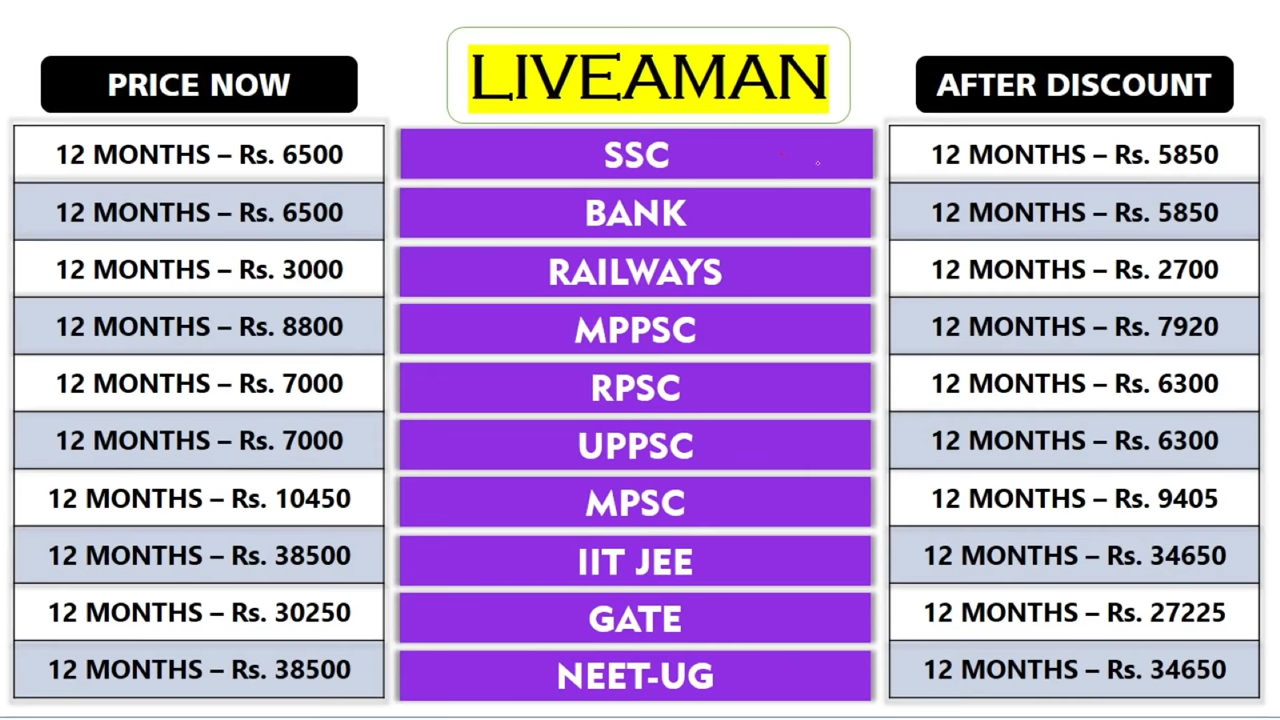 PRICE NOW LIVEAMAN AFTER DISCOUNT
12 MONTHS – Rs. 6500 SSC 12 MONTHS – Rs. 5850
12 MONTHS – Rs. 6500 BANK 12 MONTHS – Rs. 5850
12 MONTHS – Rs. 3000 RAILWAYS 12 MONTHS – Rs. 2700
12 MONTHS – Rs. 8800 MPPSC 12 MONTHS – Rs. 7920
12 MONTHS – Rs. 7000 RPSC 12 MONTHS – Rs. 6300
12 MONTHS – Rs. 7000 UPPSC 12 MONTHS – Rs. 6300
12 MONTHS – Rs. 10450 MPSC 12 MONTHS – Rs. 9405
12 MONTHS – Rs. 38500 IIT JEE 12 MONTHS – Rs. 34650
12 MONTHS – Rs. 30250 GATE 12 MONTHS – Rs. 27225
12 MONTHS – Rs. 38500 NEET-UG 12 MONTHS – Rs. 34650